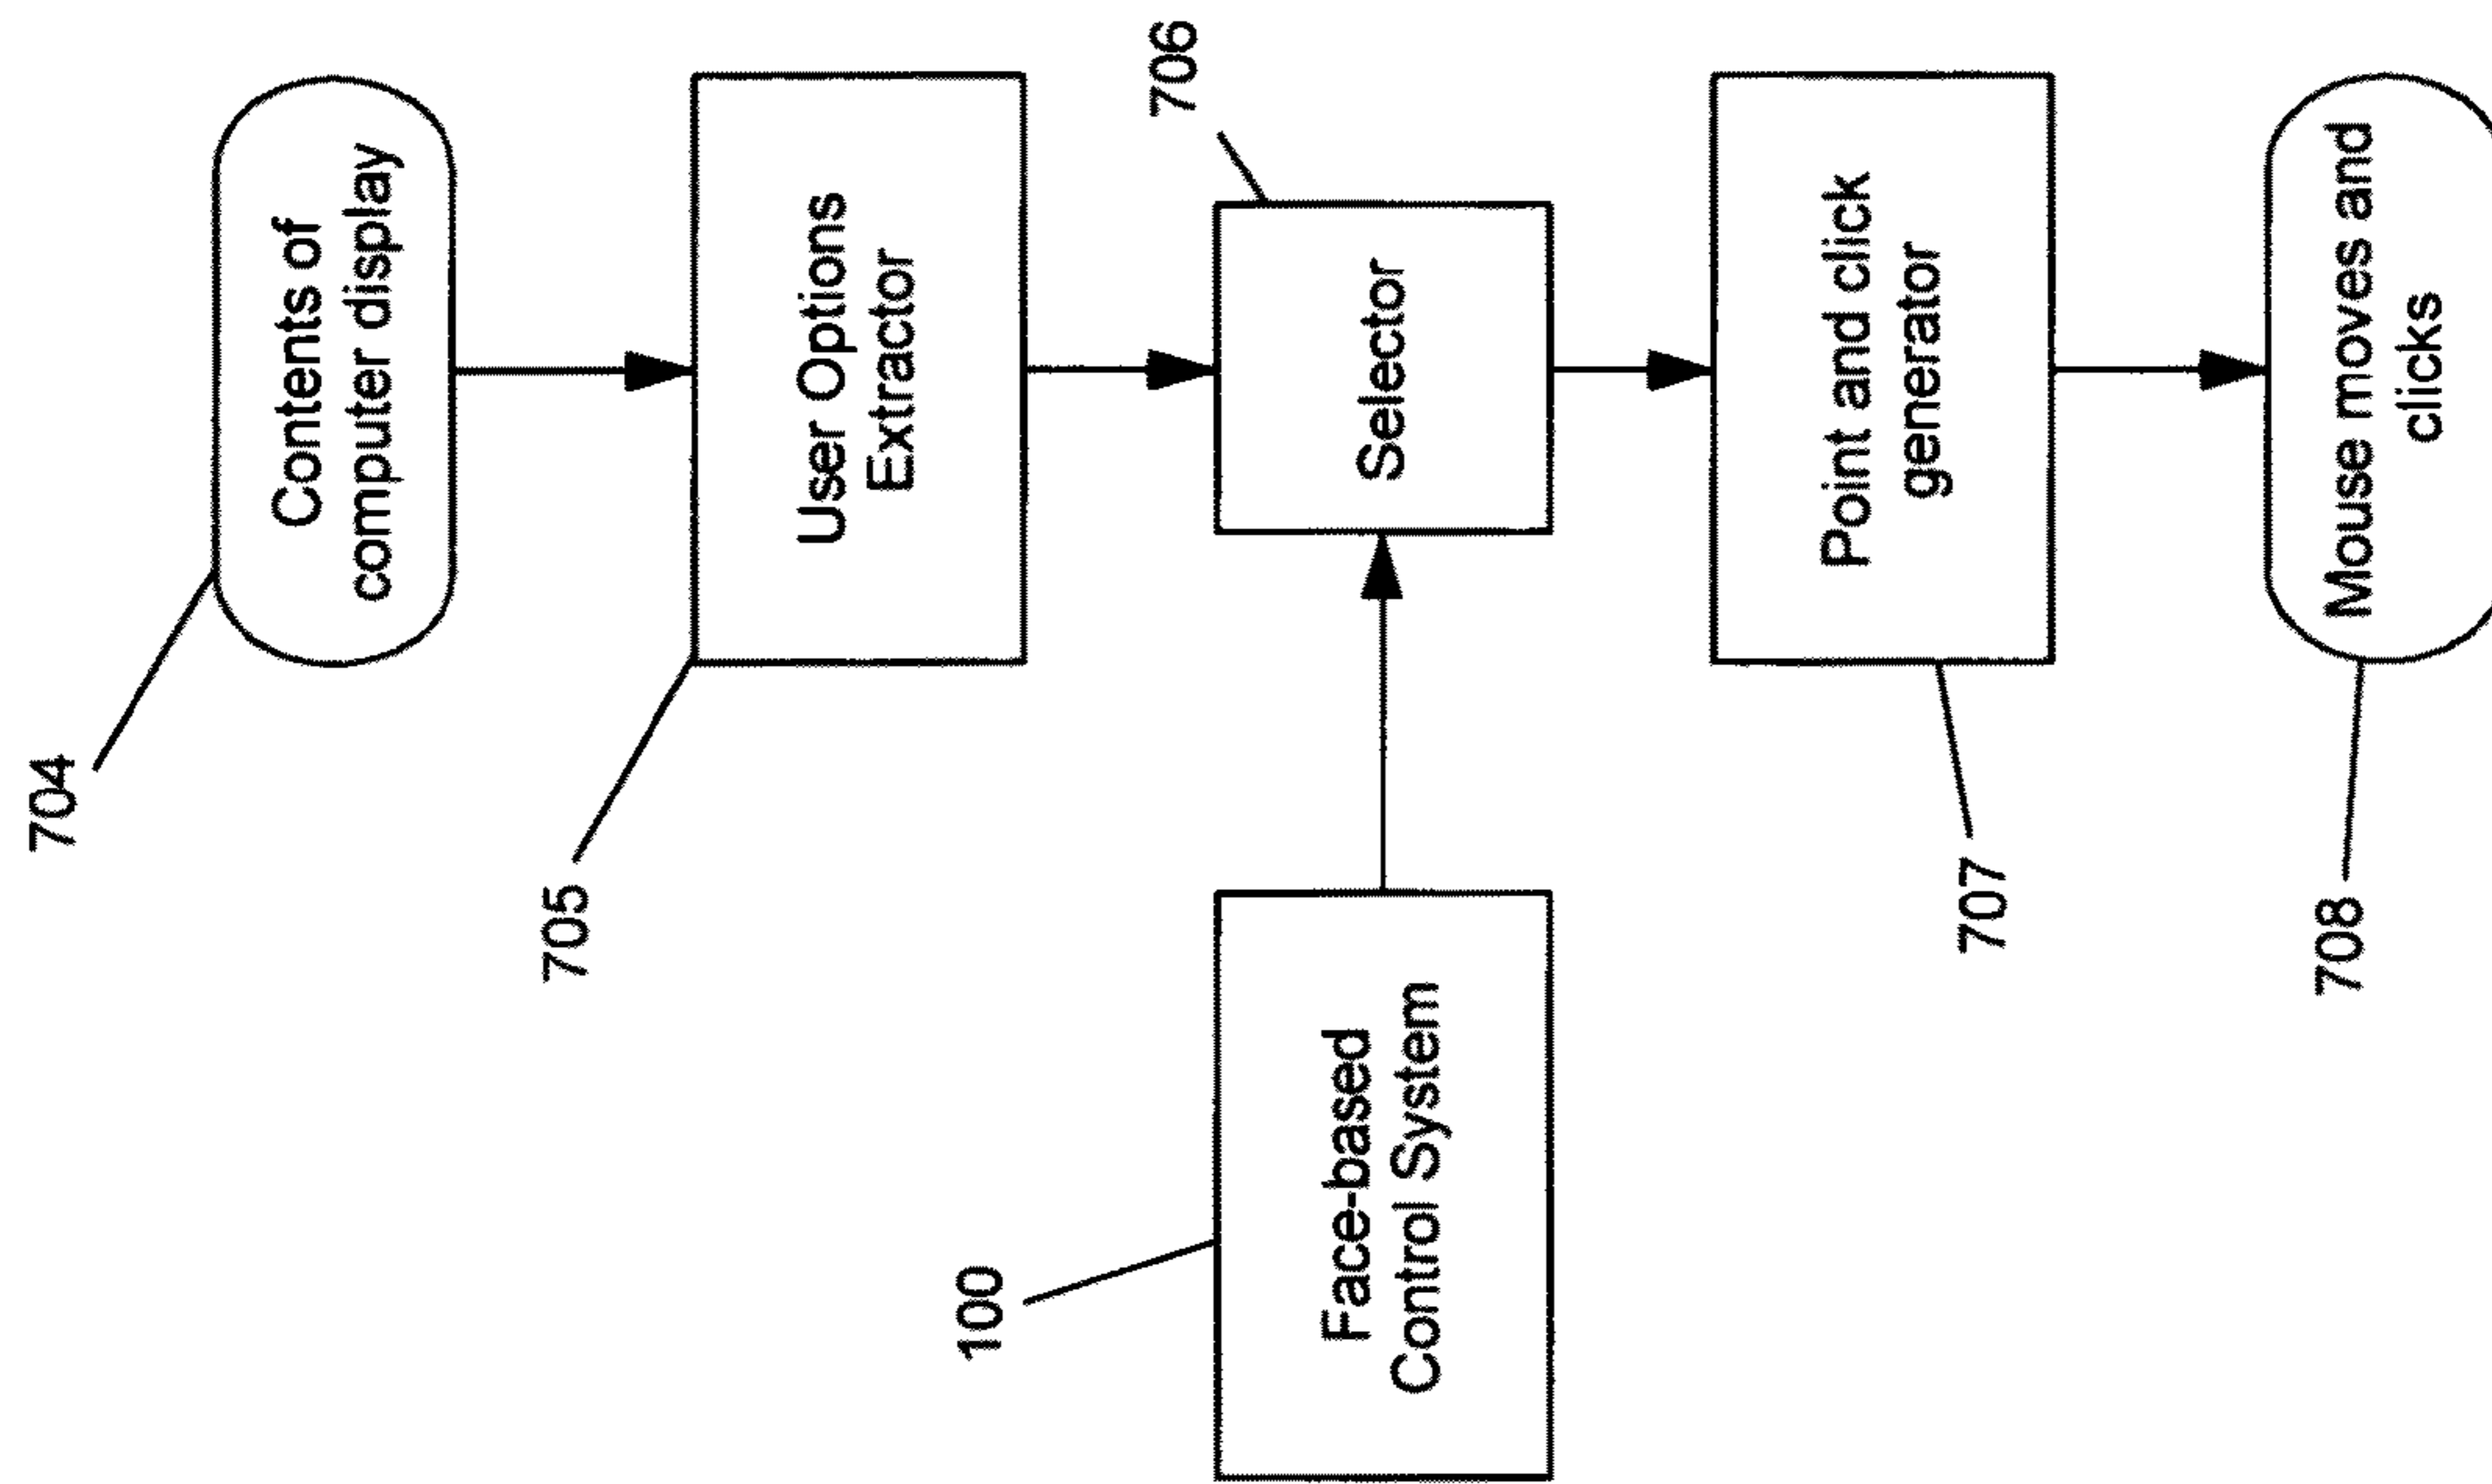 704
Contents of
computer display
705
User Options
Extractor
706
Selector
100
Face-based
Control System
707
Point and click
generator
708
Mouse moves and
clicks